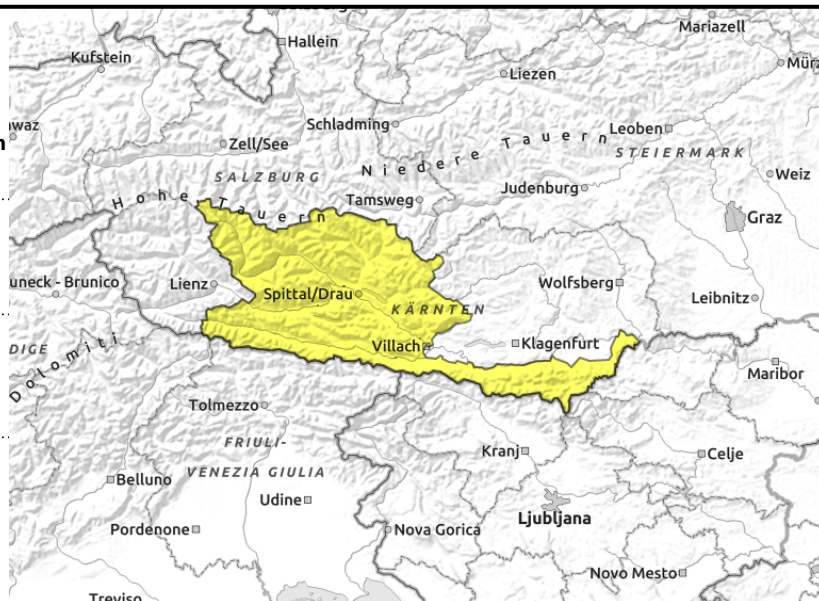 Hallein
Mariazell
Kufstein
Mürz
Liezen
Schladming
Leoben
Zell/See
Niedere Tauern
STEIERMARK
SALZBURG
Weiz
Judenburg
Hohe Tauern
Tamsweg
Graz
uneck - Brunico
Lienz
Spittal/Drau
Wolfsberg
Leibnitz
KÄRNTEN
Villach
Klagenfurt
DIGE
Dolomiti
Maribor
Tolmezzo
FRIULI-
VENEZIA GIULIA
Kranj
Celje
Belluno
Udine
Ljubljana
Pordenone
Nova Gorica
Novo Mesto
Treviso